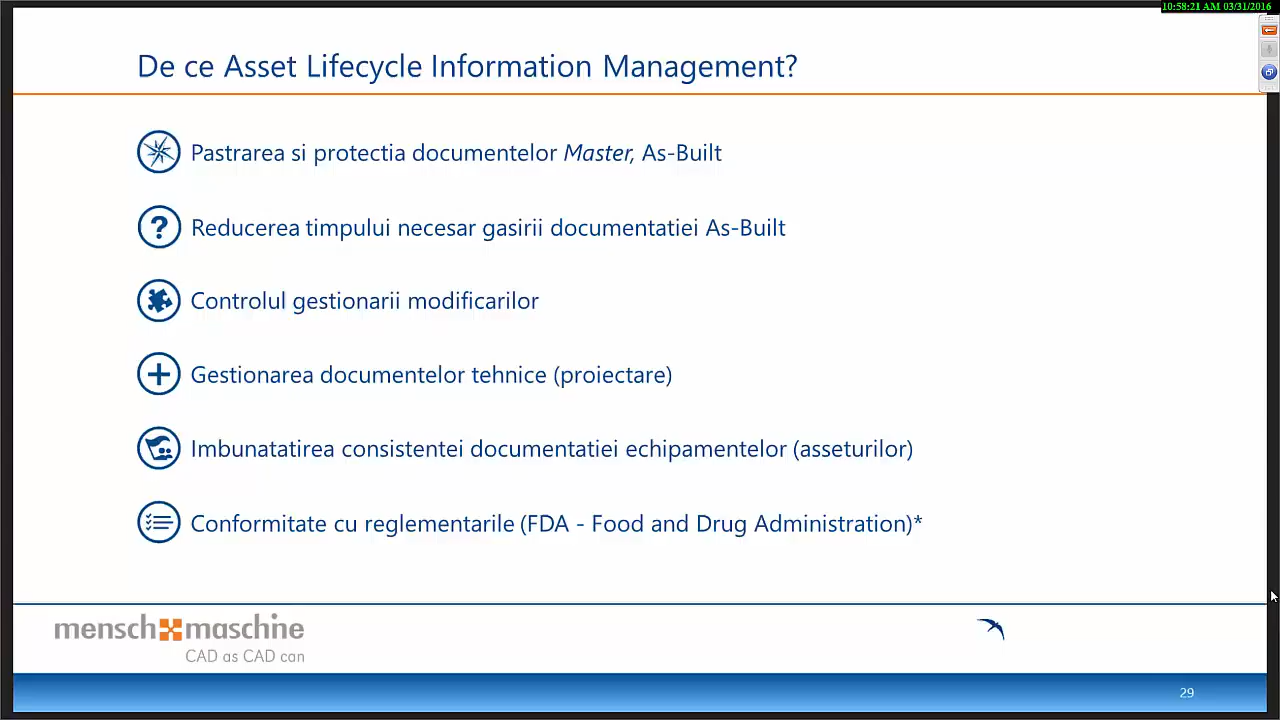 10:58:21 AM 03/31/2016
De ce Asset Lifecycle Information Management?
Pastrarea si protectia documentelor Master, As-Built
? Reducerea timpului necesar gasirii documentatiei As-Built
Controlul gestionarii modificarilor
Gestionarea documentelor tehnice (proiectare)
Imbunatatirea consistentei documentatiei echipamentelor (asseturilor)
Conformitate cu reglementarile (FDA - Food and Drug Administration)*
mensch maschine
CAD as CAD can
29